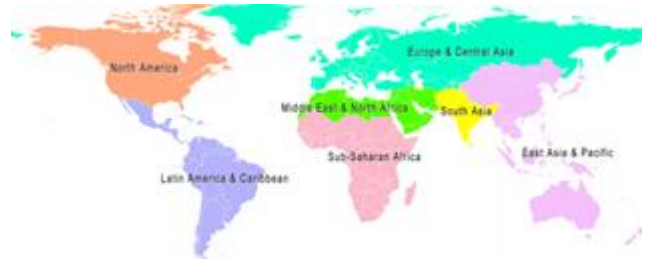 Europe & Central Asia
North America
Middle East & North Africa
South Asia
East Asia & Pacific
Sub-Saharan Africa
Latin America & Caribbean